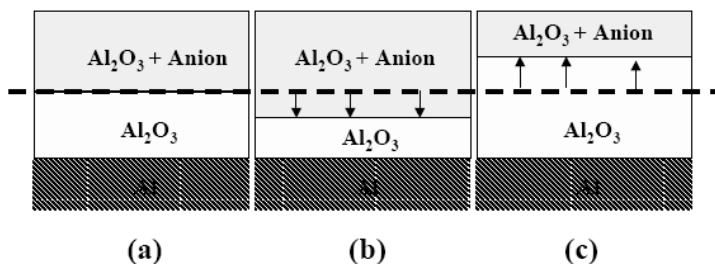 Al₂O₃ + Anion Al₂O₃ + Anion Al₂O₃ + Anion
Al₂O₃ Al₂O₃ Al₂O₃
Al Al Al
(a) (b) (c)